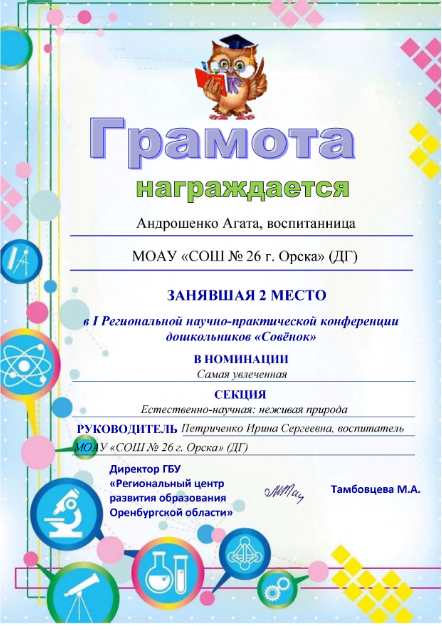 Грамота
награждается
Андрошенко Агата, воспитанница
МОАУ «СОШ № 26 г. Орска» (ДГ)
ЗАНЯВШАЯ 2 МЕСТО
в I Региональной научно-практической конференции
дошкольников «Совёнок»
В НОМИНАЦИИ
Самая увлеченная
СЕКЦИЯ
Естественно-научная: неживая природа
РУКОВОДИТЕЛЬ Петриченко Ирина Сергеевна, воспитатель
МОАУ «СОШ № 26 г. Орска» (ДГ)
Директор ГБУ
«Региональный центр
развития образования
Оренбургской области»
Тамбовцева М.А.